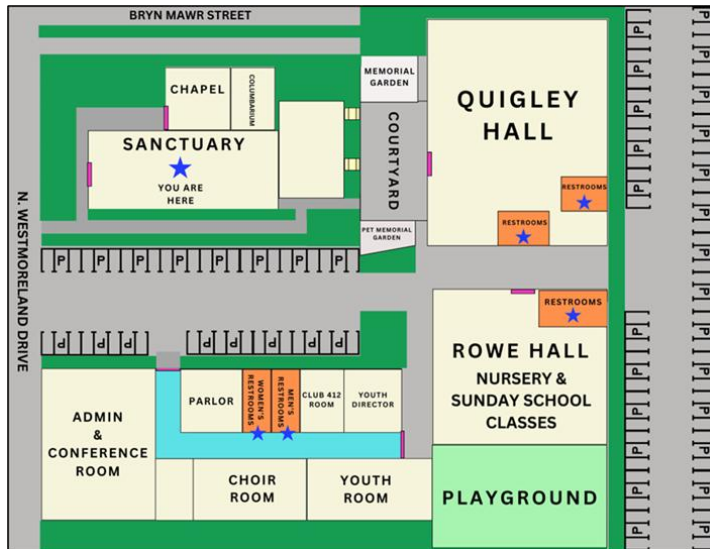 BRYN MAWR STREET
N. WESTMORELAND DRIVE
CHAPEL
COLUMBARIUM
SANCTUARY
YOU ARE
HERE
MEMORIAL
GARDEN
COURTYARD
PET MEMORIAL
GARDEN
QUIGLEY
HALL
RESTROOMS
RESTROOMS
P P P P P P P P P P
P P P P
P P P P P
RESTROOMS
ROWE HALL
NURSERY &
SUNDAY SCHOOL
CLASSES
PLAYGROUND
ADMIN
&
CONFERENCE
ROOM
PARLOR
WOMEN'S
RESTROOMS
MEN'S
RESTROOMS
CLUB 412
ROOM
YOUTH
DIRECTOR
CHOIR
ROOM
YOUTH
ROOM